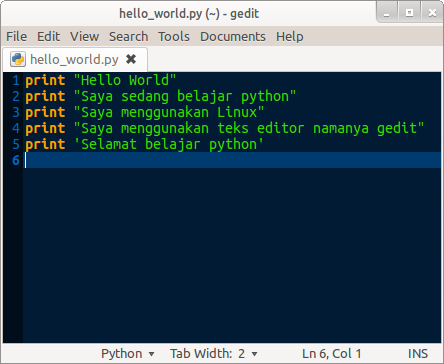 hello_world.py (~) - gedit
File Edit View Search Tools Documents Help
hello_world.py
1 print "Hello World"
2 print "Saya sedang belajar python"
3 print "Saya menggunakan Linux"
4 print "Saya menggunakan teks editor namanya gedit"
5 print 'Selamat belajar python'
6
Python Tab Width: 2 Ln 6, Col 1 INS